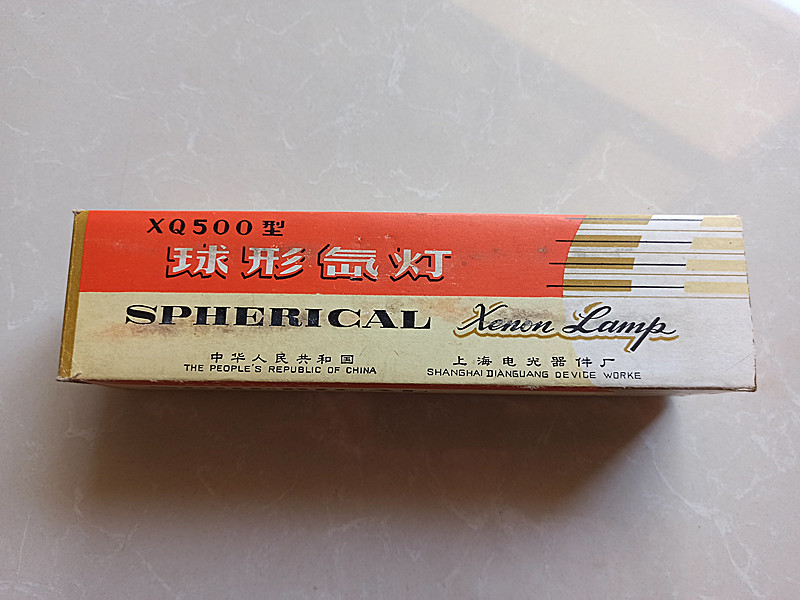 XQ500型
球形氙灯
SPHERICAL Xenon Lamp
中华人民共和国
THE PEOPLE'S REPUBLIC OF CHINA
上海电光器件厂
SHANGHAI DIANGUANG DEVICE WORKE